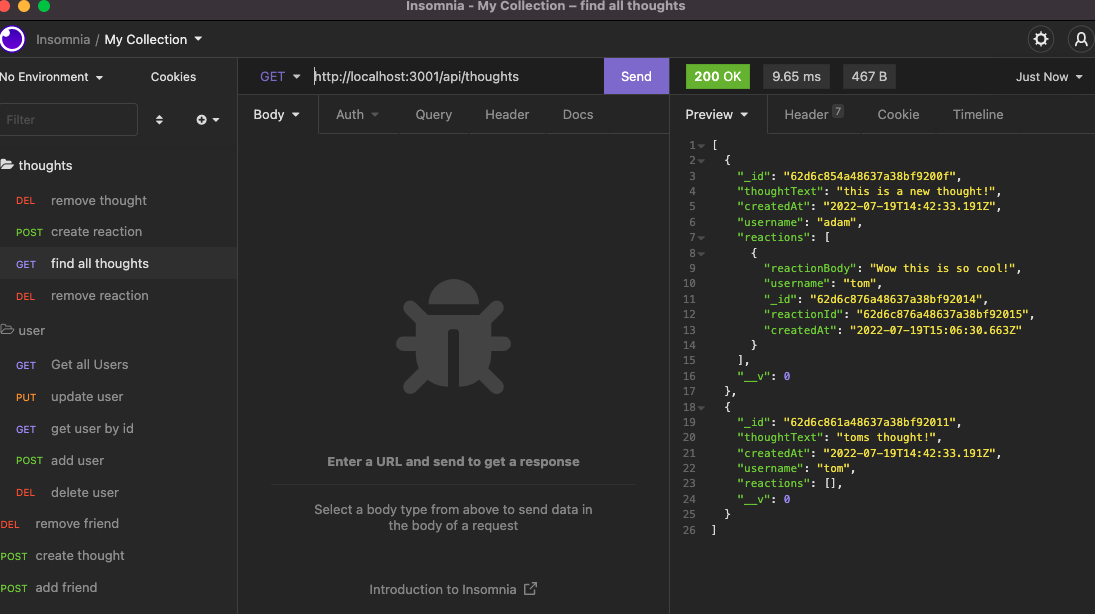 Insomnia - My Collection – find all thoughts
Insomnia / My Collection
No Environment
Cookies
Filter
thoughts
DEL remove thought
POST create reaction
GET find all thoughts
DEL remove reaction
user
GET Get all Users
PUT update user
GET get user by id
POST add user
DEL delete user
DEL remove friend
POST create thought
POST add friend
GET http://localhost:3001/api/thoughts Send
Body Auth Query Header Docs
Enter a URL and send to get a response
Select a body type from above to send data in
the body of a request
Introduction to Insomnia
200 OK 9.65 ms 467 B Just Now
Preview Header 7 Cookie Timeline
1 [
2 {
3 "_id": "62d6c854a48637a38bf9200f",
4 "thoughtText": "this is a new thought!",
5 "createdAt": "2022-07-19T14:42:33.191Z",
6 "username": "adam",
7 "reactions": [
8 {
9 "reactionBody": "Wow this is so cool!",
10 "username": "tom",
11 "_id": "62d6c876a48637a38bf92014",
12 "reactionId": "62d6c876a48637a38bf92015",
13 "createdAt": "2022-07-19T15:06:30.663Z"
14 }
15 ],
16 "__v": 0
17 },
18 {
19 "_id": "62d6c861a48637a38bf92011",
20 "thoughtText": "toms thought!",
21 "createdAt": "2022-07-19T14:42:33.191Z",
22 "username": "tom",
23 "reactions": [],
24 "__v": 0
25 }
26 ]